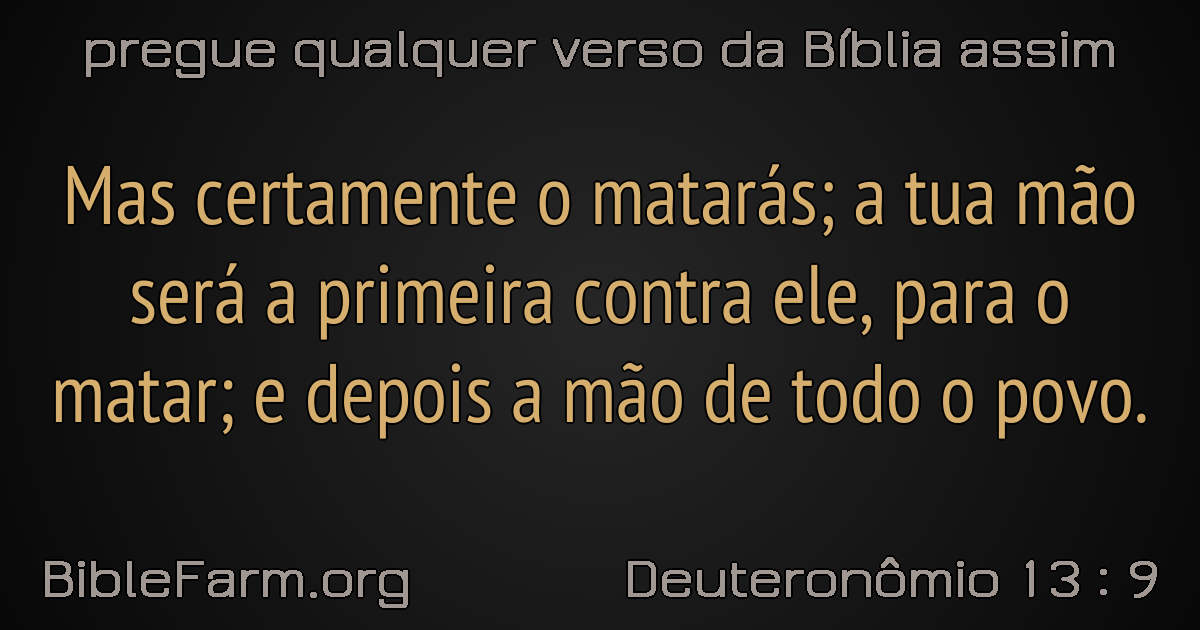 pregue qualquer verso da Bíblia assim
Mas certamente o matarás; a tua mão
será a primeira contra ele, para o
matar; e depois a mão de todo o povo.
BibleFarm.org
Deuteronômio 13 : 9